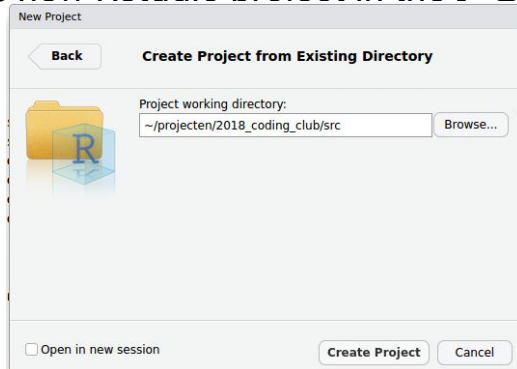 New Project
Back
Create Project from Existing Directory
Project working directory:
~/projecten/2018_coding_club/src
Browse...
R
Open in new session
Create Project
Cancel